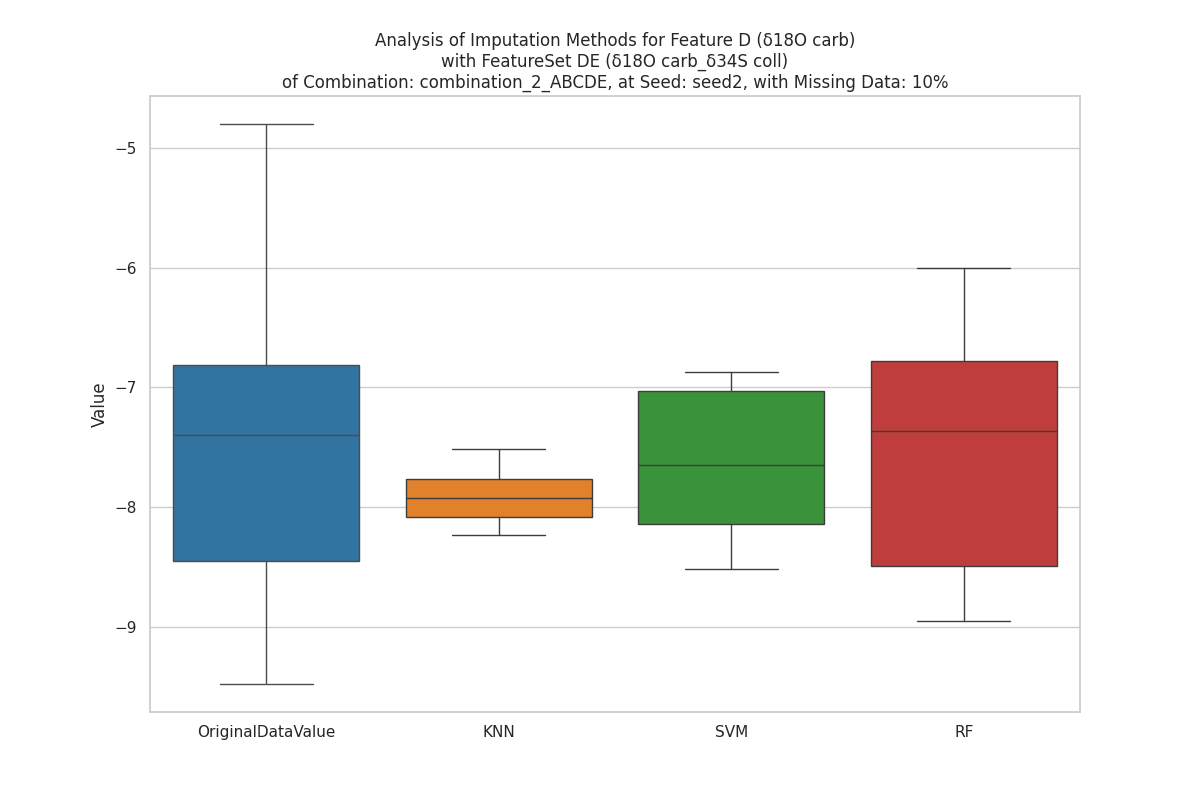 Analysis of Imputation Methods for Feature D (δ18O carb)
with FeatureSet DE (δ18O carb_δ34S coll)
of Combination: combination_2_ABCDE, at Seed: seed2, with Missing Data: 10%
Value
−5
−6
−7
−8
−9
OriginalDataValue
KNN
SVM
RF